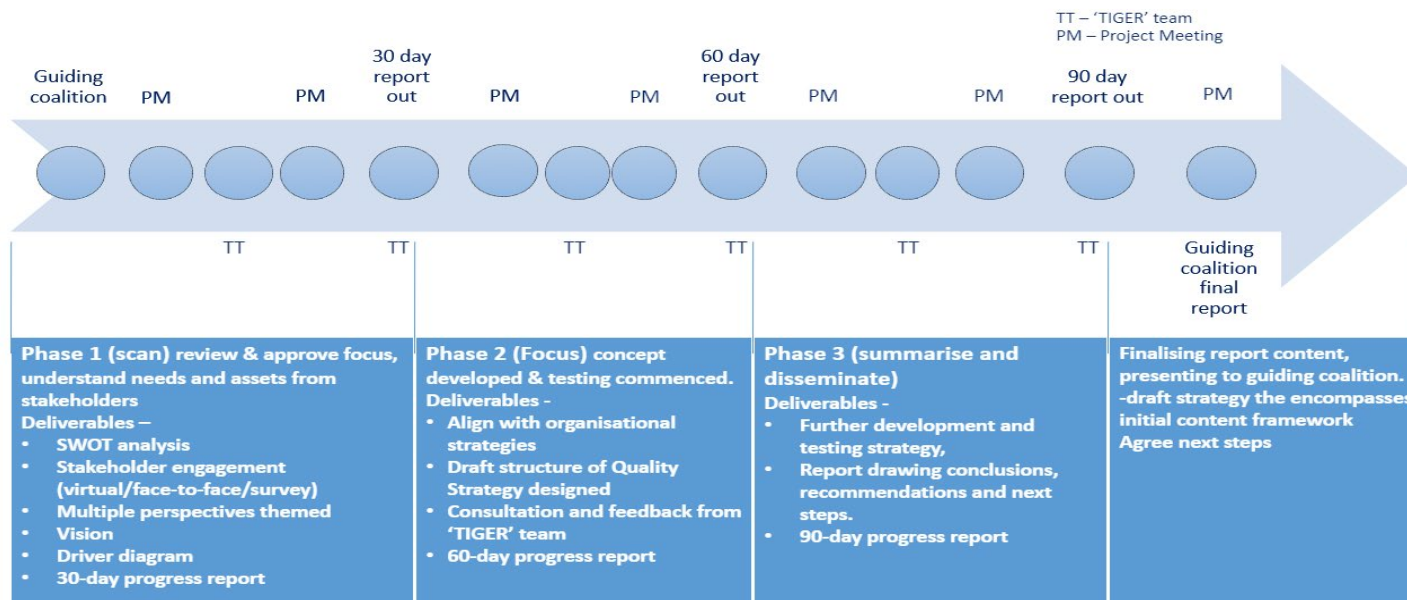 TT – ‘TIGER’ team
PM – Project Meeting
Guiding
coalition
PM
PM
30 day
report
out
PM
PM
60 day
report
out
PM
PM
90 day
report out
PM
TT
TT
TT
TT
TT
TT
Guiding
coalition
final
report
Phase 1 (scan) review & approve focus,
understand needs and assets from
stakeholders
Deliverables –
• SWOT analysis
• Stakeholder engagement
(virtual/face-to-face/survey)
• Multiple perspectives themed
• Vision
• Driver diagram
• 30-day progress report
Phase 2 (Focus) concept
developed & testing commenced.
Deliverables -
• Align with organisational
strategies
• Draft structure of Quality
Strategy designed
• Consultation and feedback from
‘TIGER’ team
• 60-day progress report
Phase 3 (summarise and
disseminate)
Deliverables -
• Further development and
testing strategy,
• Report drawing conclusions,
recommendations and next
steps.
• 90-day progress report
Finalising report content,
presenting to guiding coalition.
-draft strategy the encompasses
initial content framework
Agree next steps